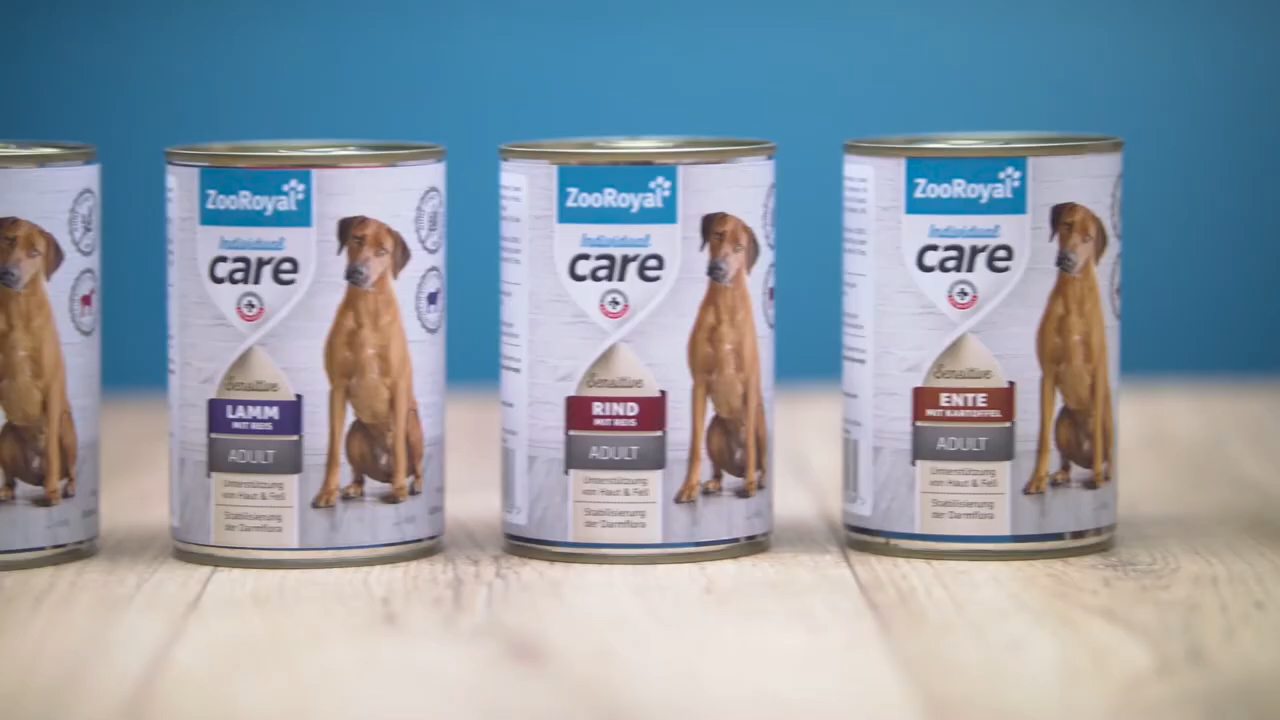 ZooRoyal
Individual
care
Sensitive
LAMM
MIT REIS
ADULT
Unterstützung
von Haut & Fell
Stabilisierung
der Darmflora
ZooRoyal
Individual
care
Sensitive
RIND
MIT REIS
ADULT
Unterstützung
von Haut & Fell
Stabilisierung
der Darmflora
ZooRoyal
Individual
care
Sensitive
ENTE
MIT KARTOFFEL
ADULT
Unterstützung
von Haut & Fell
Stabilisierung
der Darmflora